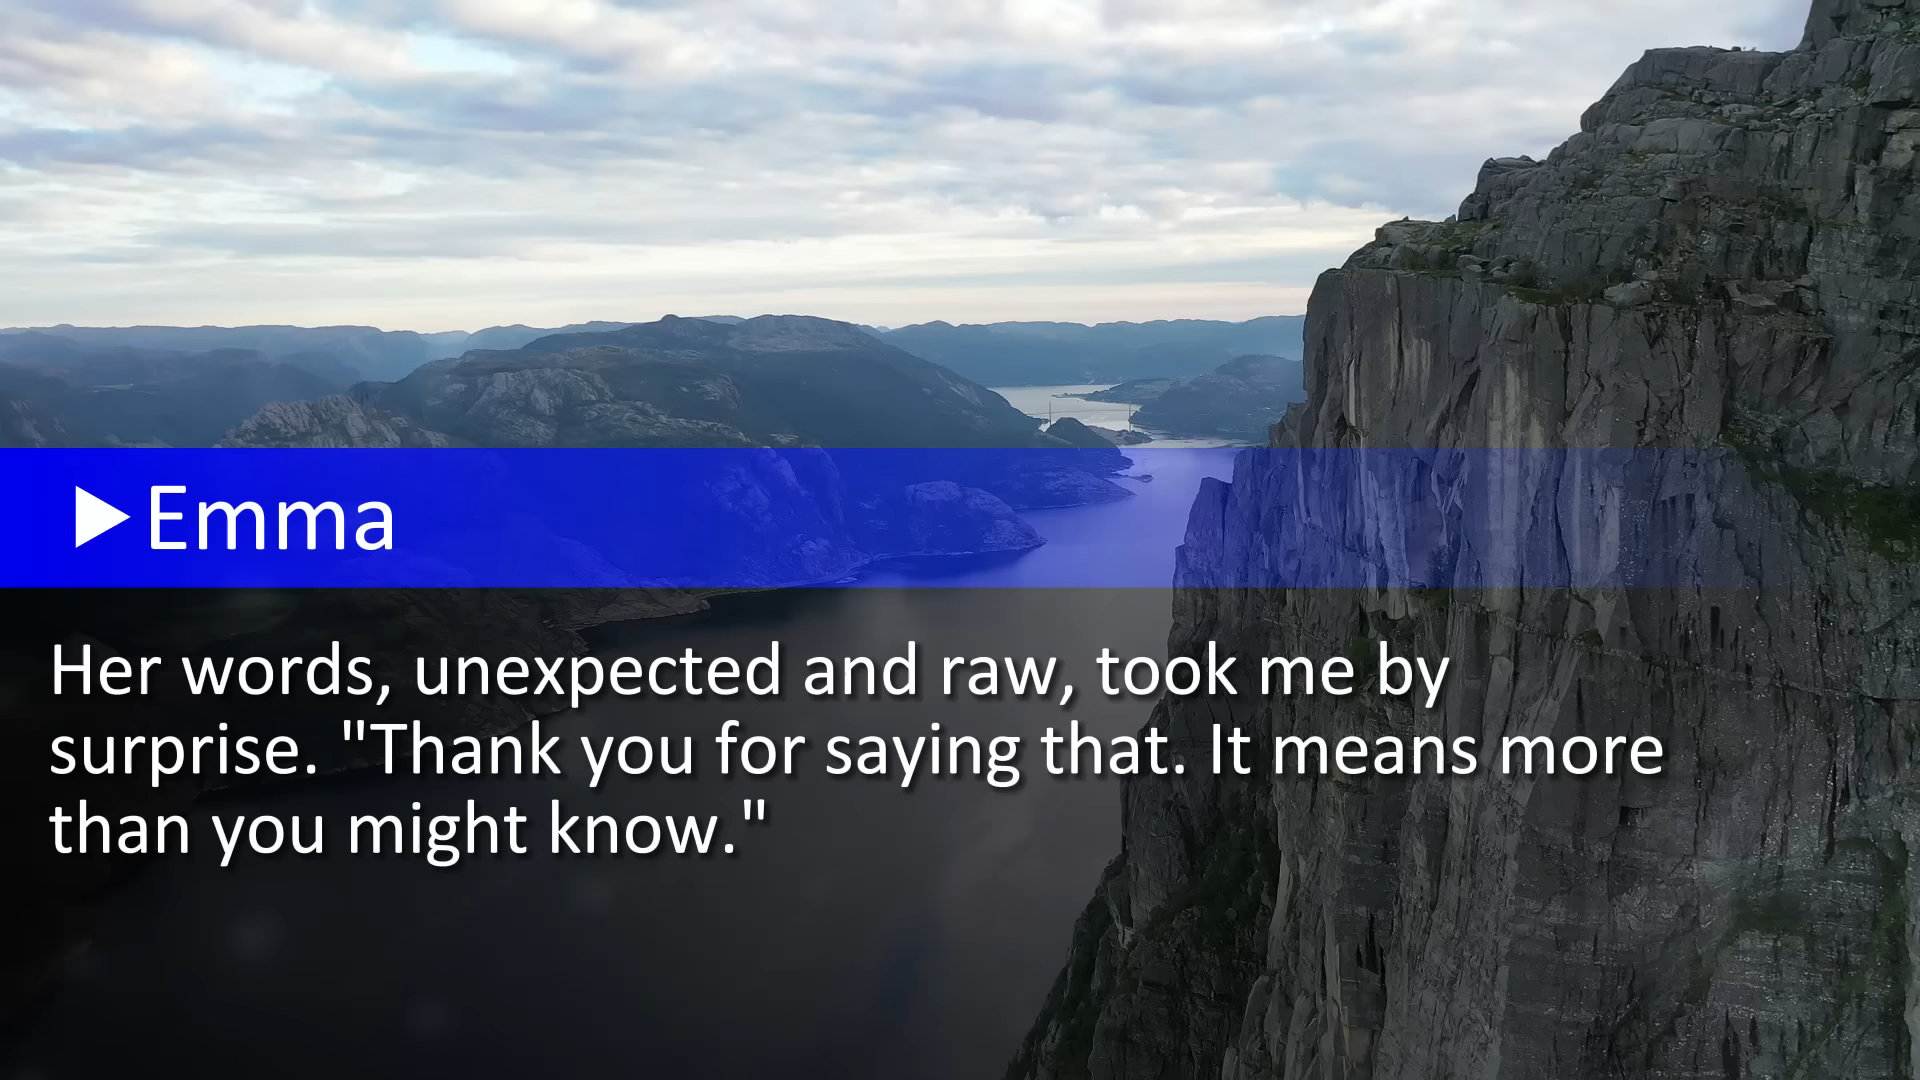 Emma
Her words, unexpected and raw, took me by
surprise. "Thank you for saying that. It means more
than you might know."